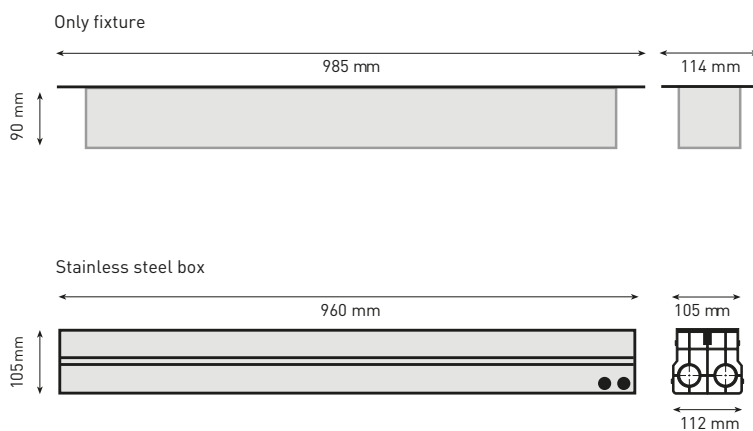 Only fixture
985 mm
114 mm
90 mm
Stainless steel box
960 mm
105 mm
105mm
112 mm